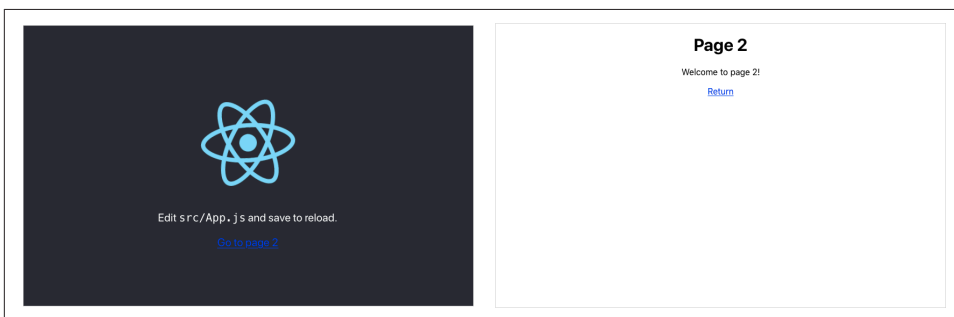 Edit src/App.js and save to reload.
Go to page 2
Page 2
Welcome to page 2!
Return